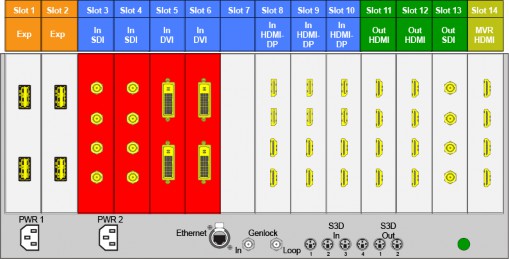 Slot 1 Slot 2 Slot 3 Slot 4 Slot 5 Slot 6 Slot 7 Slot 8 Slot 9 Slot 10 Slot 11 Slot 12 Slot 13 Slot 14
Exp Exp In In In In In In In Out Out Out MVR
SDI SDI DVI DVI HDMI- HDMI- HDMI- HDMI HDMI SDI HDMI
DP DP DP
PWR 1 PWR 2
Ethernet Genlock S3D S3D
In Loop In Out
1 2 3 4 1 2